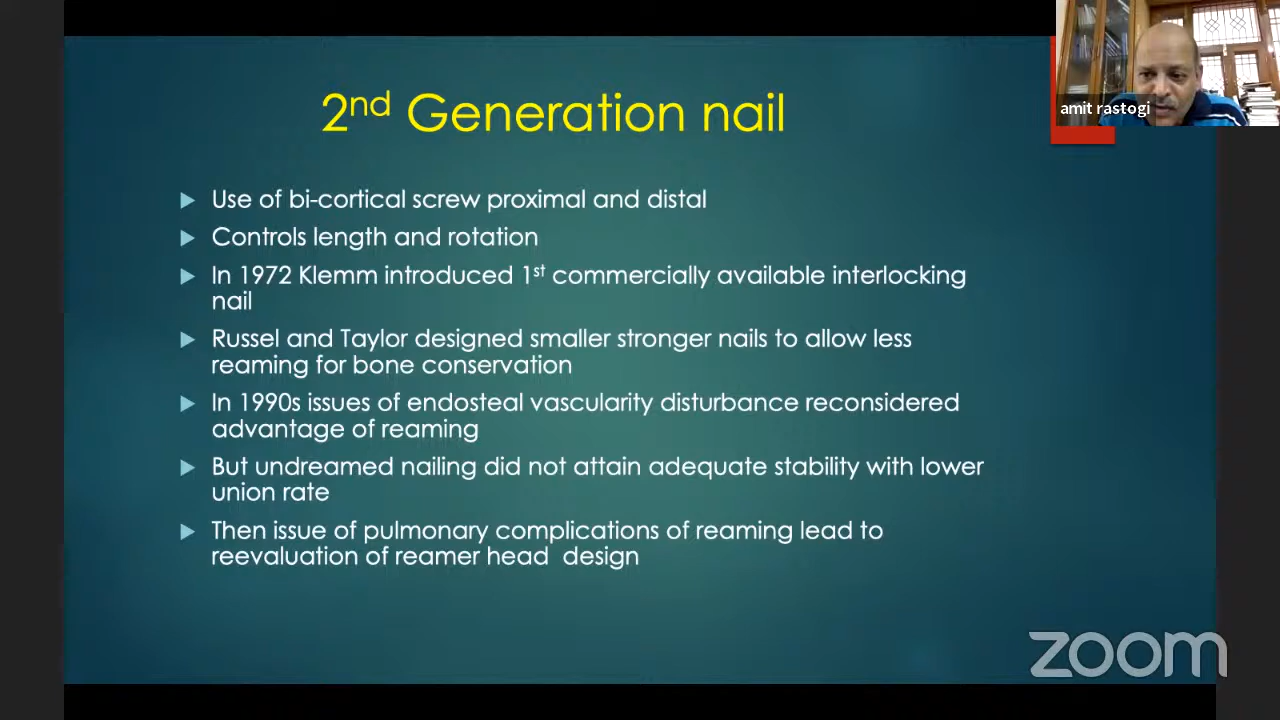 amit rastogi
2nd Generation nail
Use of bi-cortical screw proximal and distal
Controls length and rotation
In 1972 Klemm introduced 1st commercially available interlocking
nail
Russel and Taylor designed smaller stronger nails to allow less
reaming for bone conservation
In 1990s issues of endosteal vascularity disturbance reconsidered
advantage of reaming
But undreamed nailing did not attain adequate stability with lower
union rate
Then issue of pulmonary complications of reaming lead to
reevaluation of reamer head  design
zoom